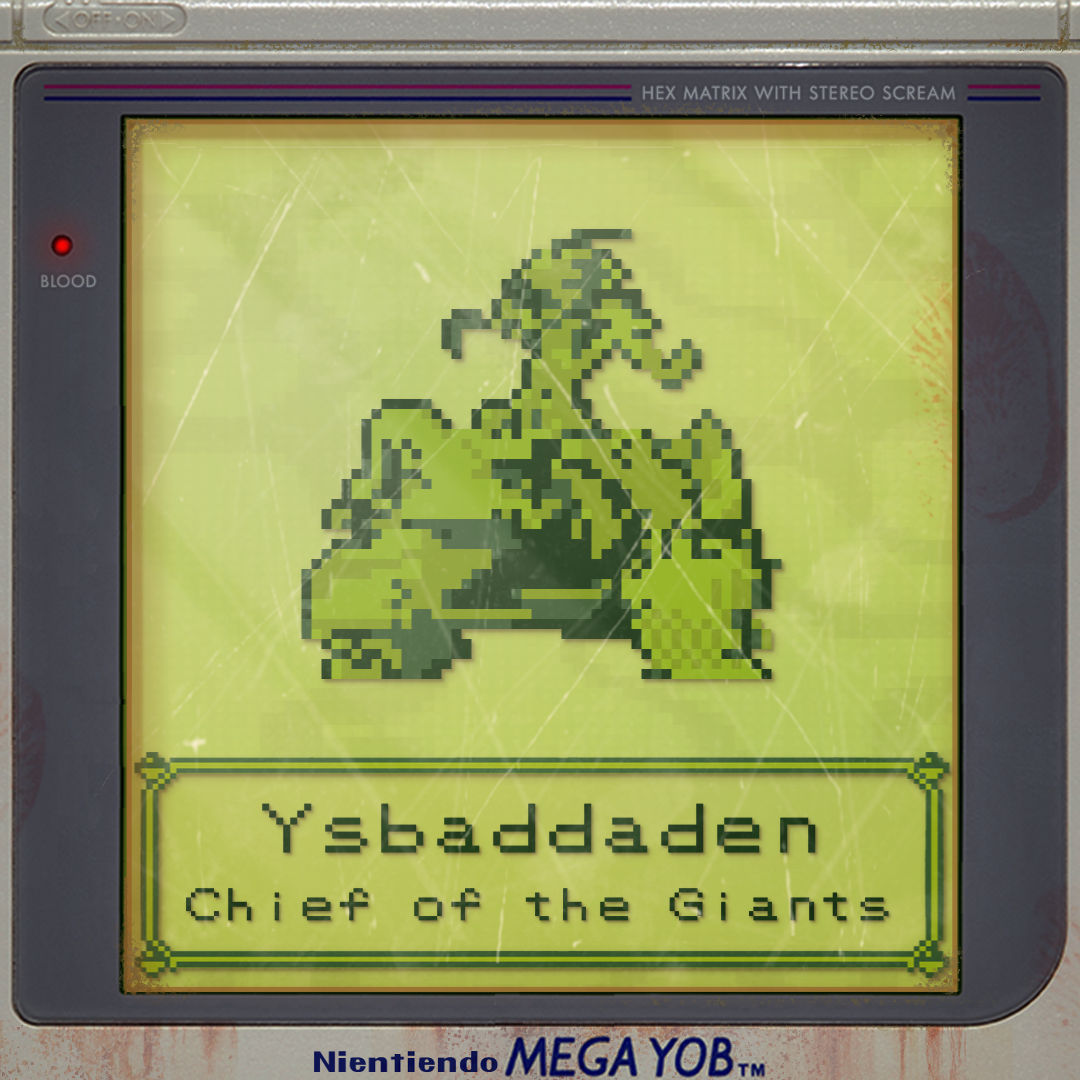 OFF•ON
HEX MATRIX WITH STEREO SCREAM
BLOOD
Ysbaddaden
Chief of the Giants
Nientiendo MEGA YOB™